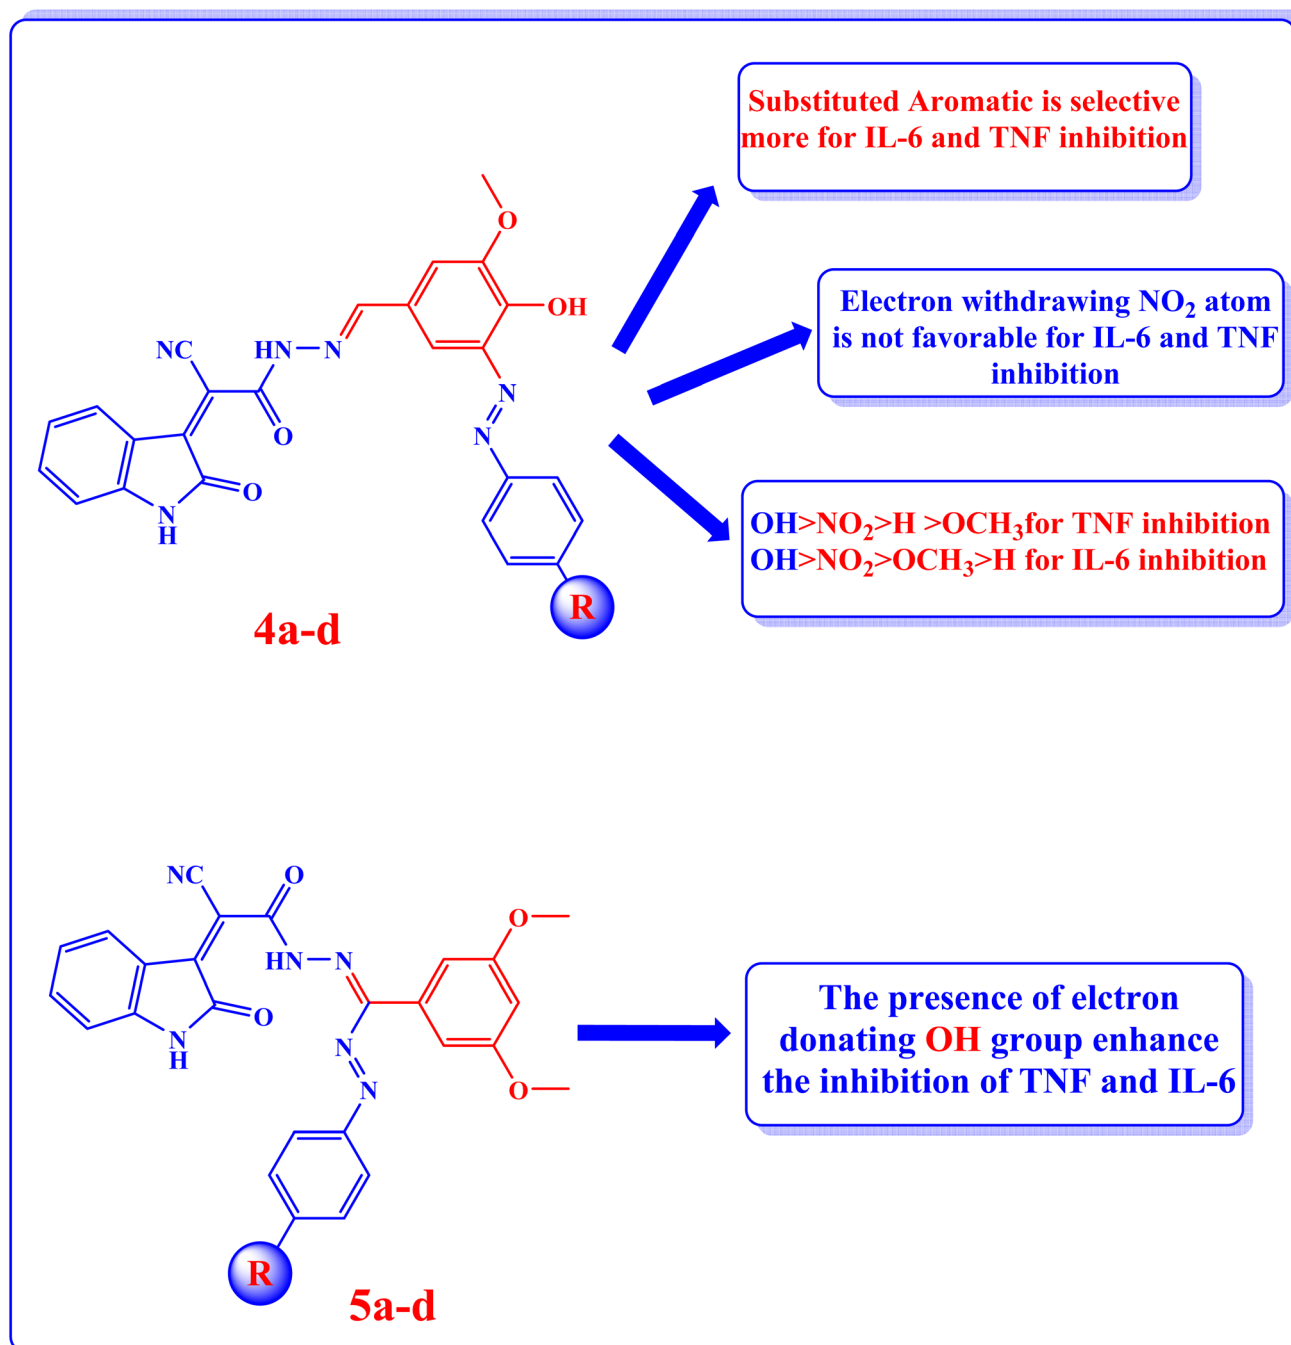 Substituted Aromatic is selective
more for IL-6 and TNF inhibition
O
OH
NC
HN
N
N
N
O
O
N
H
R
4a-d
Electron withdrawing NO₂ atom
is not favorable for IL-6 and TNF
inhibition
OH>NO₂>H >OCH₃for TNF inhibition
OH>NO₂>OCH₃>H for IL-6 inhibition
NC
O
O
HN
N
O
N
H
N
N
O
R
5a-d
The presence of elctron
donating OH group enhance
the inhibition of TNF and IL-6